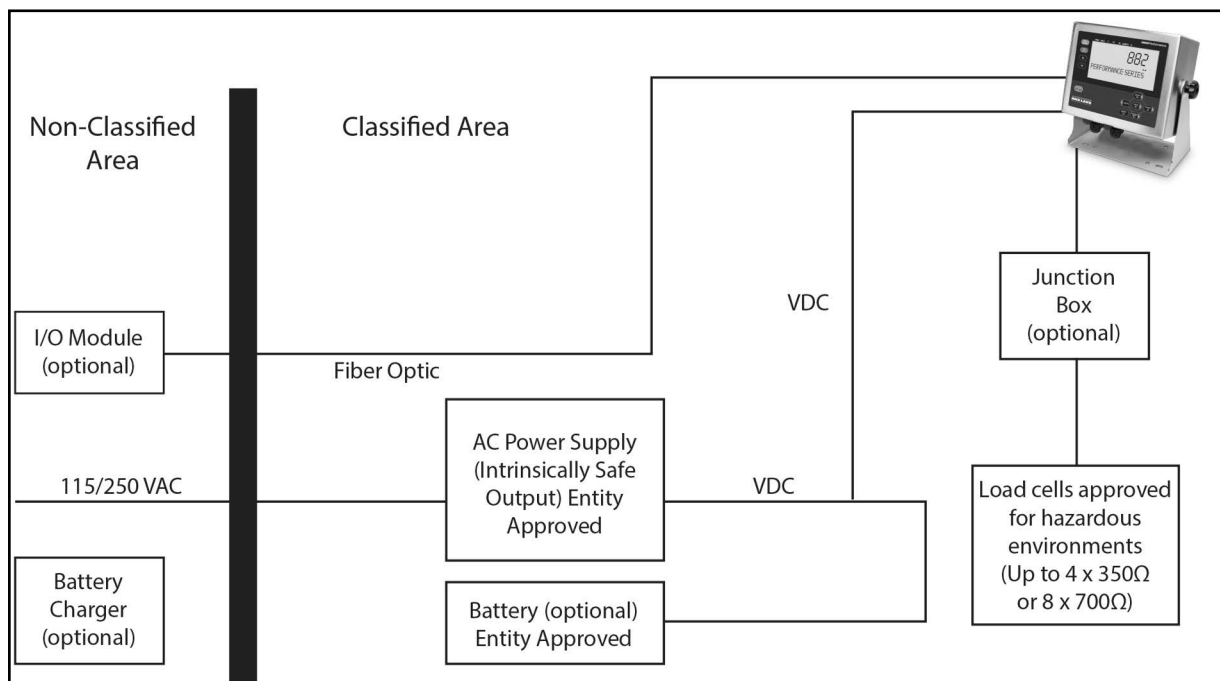 Non-Classified
Area
Classified Area
882
PERFORMANCE SERIES
I/O Module
(optional)
Fiber Optic
VDC
Junction
Box
(optional)
115/250 VAC
AC Power Supply
(Intrinsically Safe
Output) Entity
Approved
VDC
Load cells approved
for hazardous
environments
(Up to 4 x 350Ω
or 8 x 700Ω)
Battery
Charger
(optional)
Battery (optional)
Entity Approved